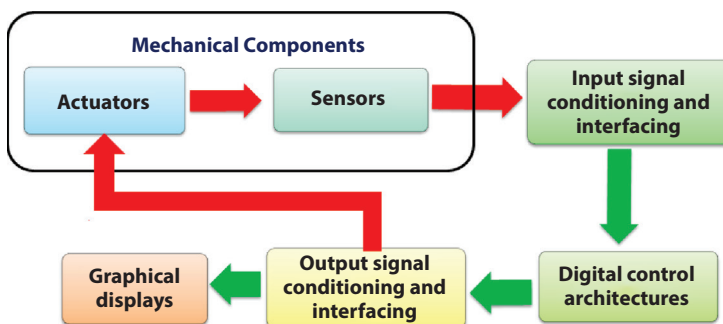 Mechanical Components
Actuators
Sensors
Input signal
conditioning and
interfacing
Graphical
displays
Output signal
conditioning and
interfacing
Digital control
architectures